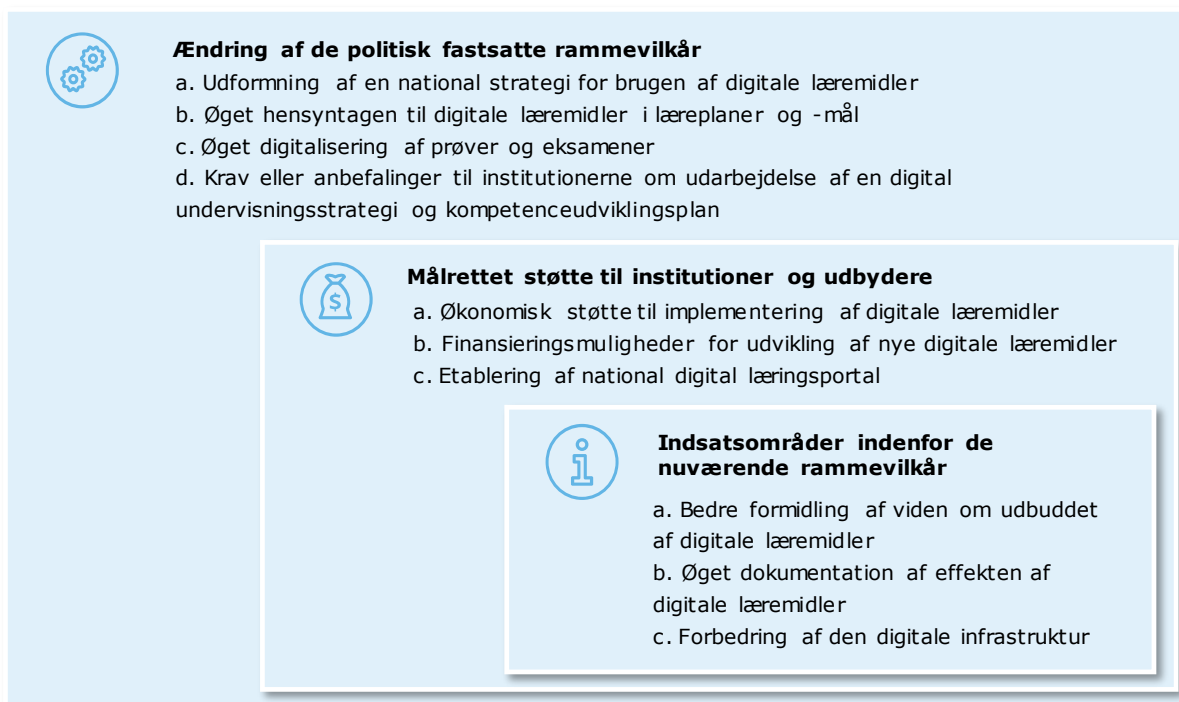 Ændring af de politisk fastsatte rammevilkår
a. Udformning af en national strategi for brugen af digitale læremidler
b. Øget hensyntagen til digitale læremidler i læreplaner og -mål
c. Øget digitalisering af prøver og eksamener
d. Krav eller anbefalinger til institutionerne om udarbejdelse af en digital
undervisningsstrategi og kompetenceudviklingsplan
Målrettet støtte til institutioner og udbydere
$
a. Økonomisk støtte til implementering af digitale læremidler
b. Finansieringsmuligheder for udvikling af nye digitale læremidler
c. Etablering af national digital læringsportal
Indsatsområder indenfor de
nuværende rammevilkår
a. Bedre formidling af viden om udbuddet
af digitale læremidler
b. Øget dokumentation af effekten af
digitale læremidler
c. Forbedring af den digitale infrastruktur